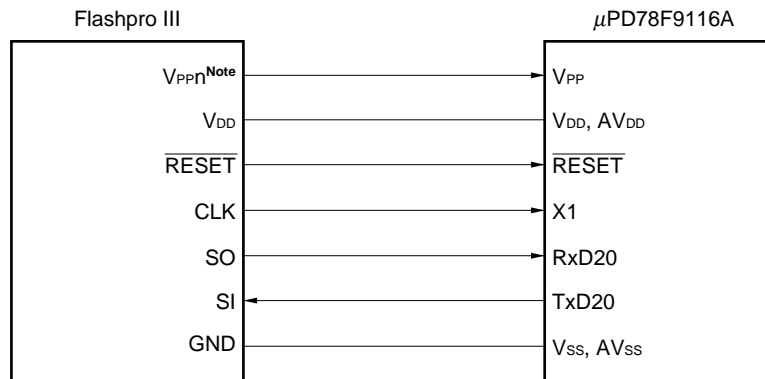 Flashpro III
μPD78F9116A
VPPnNote
VPP
VDD
VDD, AVDD
RESET
RESET
CLK
X1
SO
RxD20
SI
TxD20
GND
VSS, AVSS